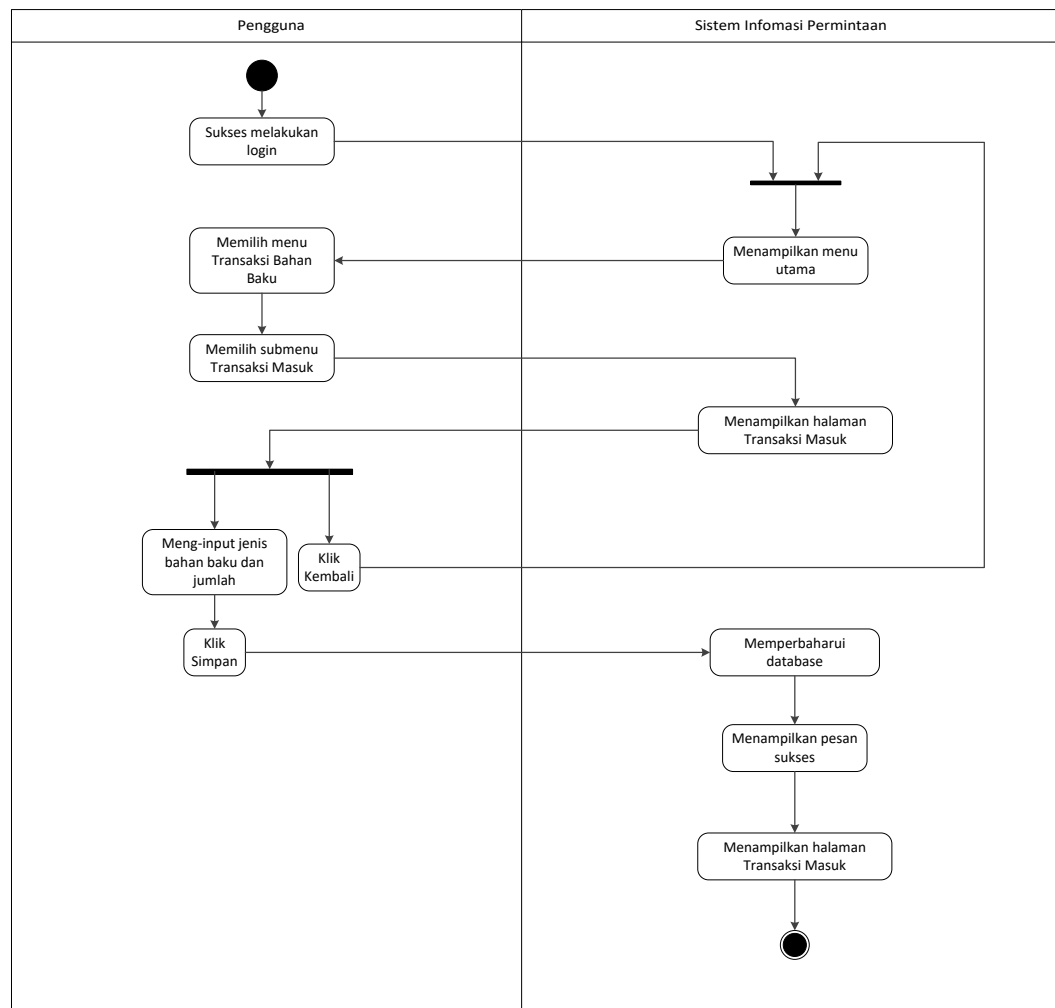 Pengguna
Sistem Infomasi Permintaan
Sukses melakukan
login
Memilih menu
Transaksi Bahan
Baku
Menampilkan menu
utama
Memilih submenu
Transaksi Masuk
Menampilkan halaman
Transaksi Masuk
Meng-input jenis
bahan baku dan
jumlah
Klik
Kembali
Klik
Simpan
Memperbaharui
database
Menampilkan pesan
sukses
Menampilkan halaman
Transaksi Masuk